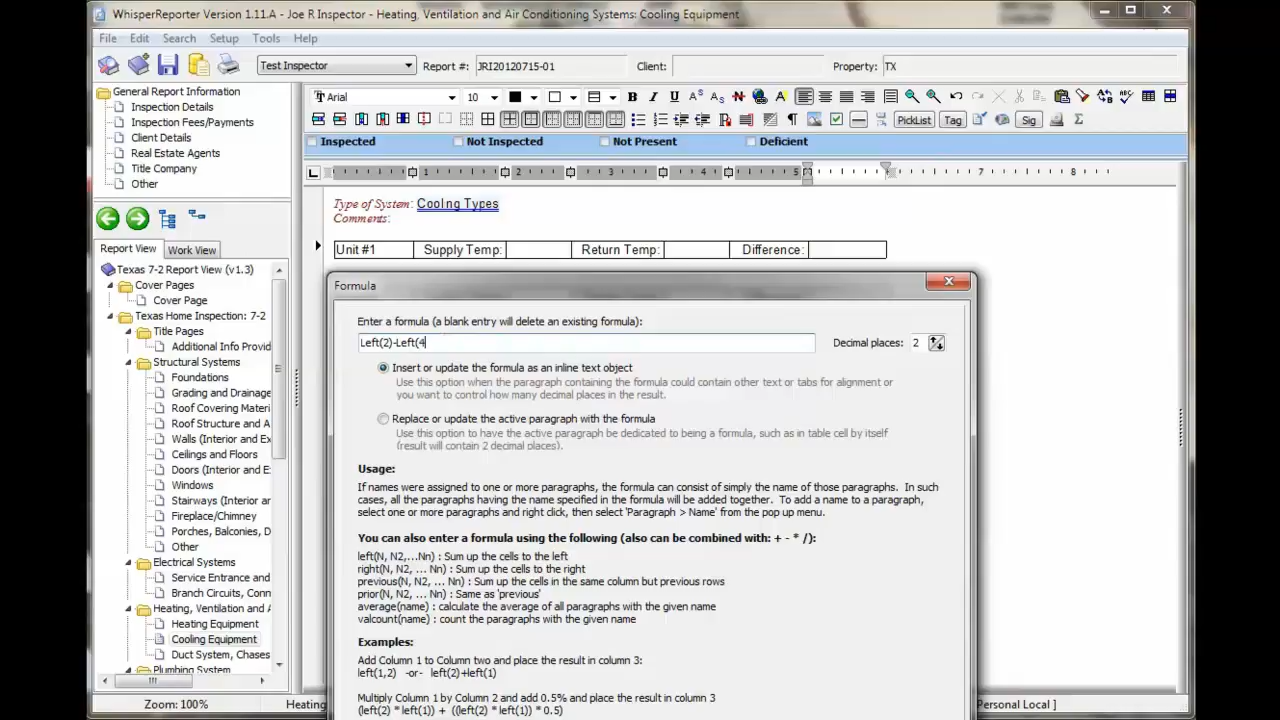 WhisperReporter Version 1.11.A - Joe R Inspector - Heating, Ventilation and Air Conditioning Systems: Cooling Equipment
File Edit Search Setup Tools Help
Test Inspector Report #: JRI20120715-01 Client: Property: TX
General Report Information
Inspection Details
Inspection Fees/Payments
Client Details
Real Estate Agents
Title Company
Other
Report View Work View
Texas 7-2 Report View (v1.3)
Cover Pages
Cover Page
Texas Home Inspection: 7-2
Title Pages
Additional Info Provid
Structural Systems
Foundations
Grading and Drainage
Roof Covering Materi
Roof Structure and A
Walls (Interior and Ex
Ceilings and Floors
Doors (Interior and E
Windows
Stairways (Interior an
Fireplace/Chimney
Porches, Balconies, D
Other
Electrical Systems
Service Entrance and
Branch Circuits, Conn
Heating, Ventilation and A
Heating Equipment
Cooling Equipment
Duct System, Chases
Plumbing System
Zoom: 100%
Arial 10 B I U
PickList Tag Sig Σ
Inspected Not Inspected Not Present Deficient
L 1 2 3 4 5 7 8
Type of System: Cooling Types
Comments:
Unit #1 Supply Temp: Return Temp: Difference:
Formula
Enter a formula (a blank entry will delete an existing formula):
Left(2)-Left(4 Decimal places: 2
Insert or update the formula as an inline text object
Use this option when the paragraph containing the formula could contain other text or tabs for alignment or
you want to control how many decimal places in the result.
Replace or update the active paragraph with the formula
Use this option to have the active paragraph be dedicated to being a formula, such as in table cell by itself
(result will contain 2 decimal places).
Usage:
If names were assigned to one or more paragraphs, the formula can consist of simply the name of those paragraphs. In such
cases, all the paragraphs having the name specified in the formula will be added together. To add a name to a paragraph,
select one or more paragraphs and right click, then select 'Paragraph > Name' from the pop up menu.
You can also enter a formula using the following (also can be combined with: + - * /):
left(N, N2,...Nn) : Sum up the cells to the left
right(N, N2, ... Nn) : Sum up the cells to the right
previous(N, N2, ... Nn) : Sum up the cells in the same column but previous rows
prior(N, N2, ... Nn) : Same as 'previous'
average(name) : calculate the average of all paragraphs with the given name
valcount(name) : count the paragraphs with the given name
Examples:
Add Column 1 to Column two and place the result in column 3:
left(1,2) -or- left(2)+left(1)
Multiply Column 1 by Column 2 and add 0.5% and place the result in column 3
(left(2) * left(1)) + ((left(2) * left(1)) * 0.5)
Heating
Personal Local ]